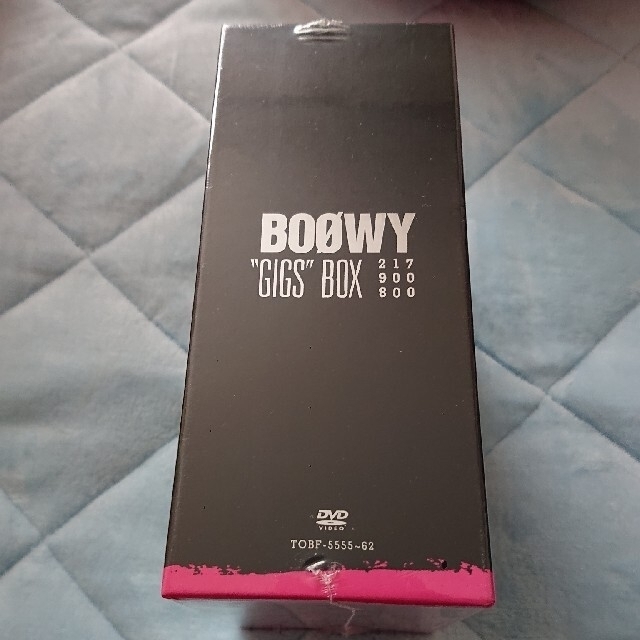 BOØWY
"GIGS" BOX
217
900
800
DVD
VIDEO
TOBF-5555~62